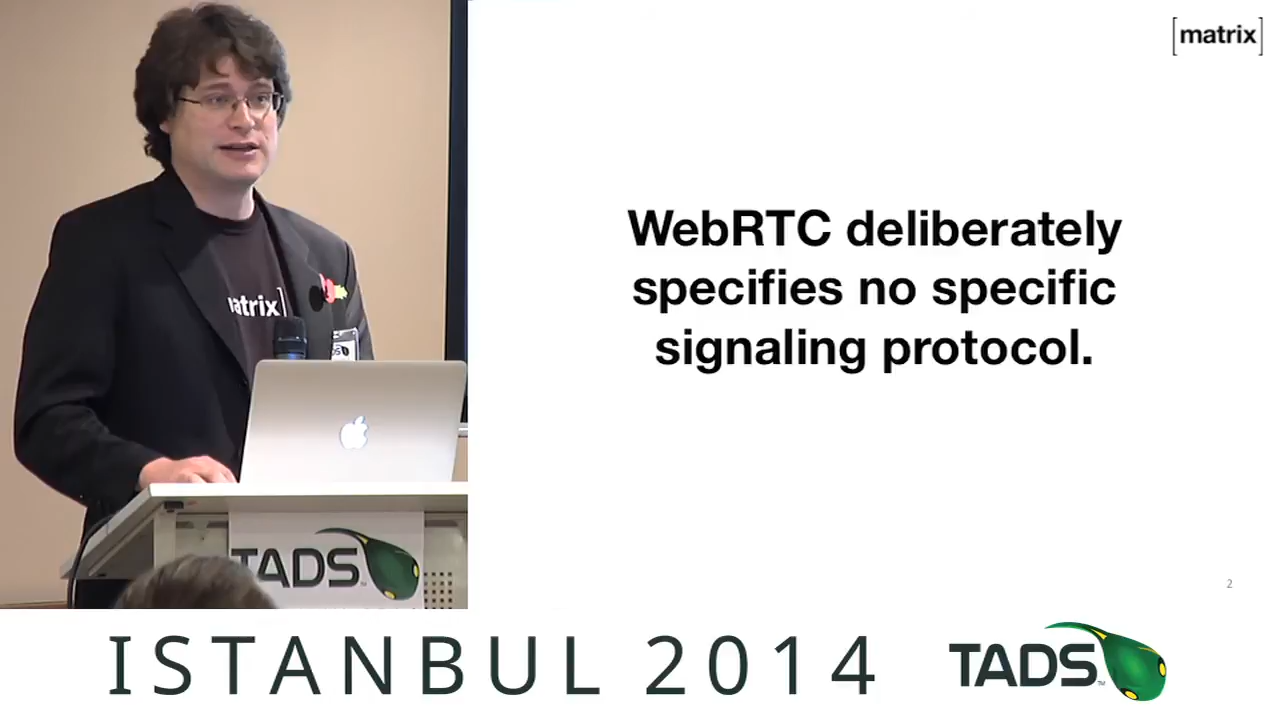 [matrix]
WebRTC deliberately
specifies no specific
signaling protocol.
matrix]
TADS
2
ISTANBUL 2014
TADS